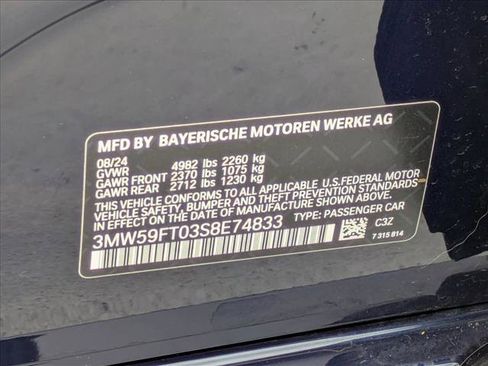 MFD BY BAYERISCHE MOTOREN WERKE AG
08/24
GVWR 4982 lbs 2260 kg
GAWR FRONT 2370 lbs 1075 kg
GAWR REAR 2712 lbs 1230 kg
THIS VEHICLE CONFORMS TO ALL APPLICABLE U.S.FEDERAL MOTOR
VEHICLE SAFETY, BUMPER AND THEFT PREVENTION STANDARDS
IN EFFECT ON THE DATE OF MANUFACTURE SHOWN ABOVE.
3MW59FT03S8E74833 TYPE: PASSENGER CAR
C3Z
7 315 814